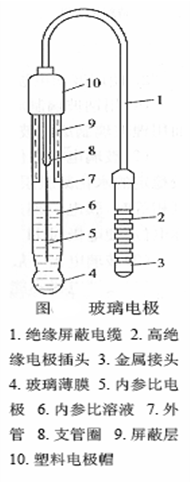 10
9
1
8
7
6
2
5
3
4
图 玻璃电极
1. 绝缘屏蔽电缆 2. 高绝
缘电极插头 3. 金属接头
4. 玻璃薄膜 5. 内参比电
极 6. 内参比溶液 7. 外
管 8. 支管圈 9. 屏蔽层
10. 塑料电极帽